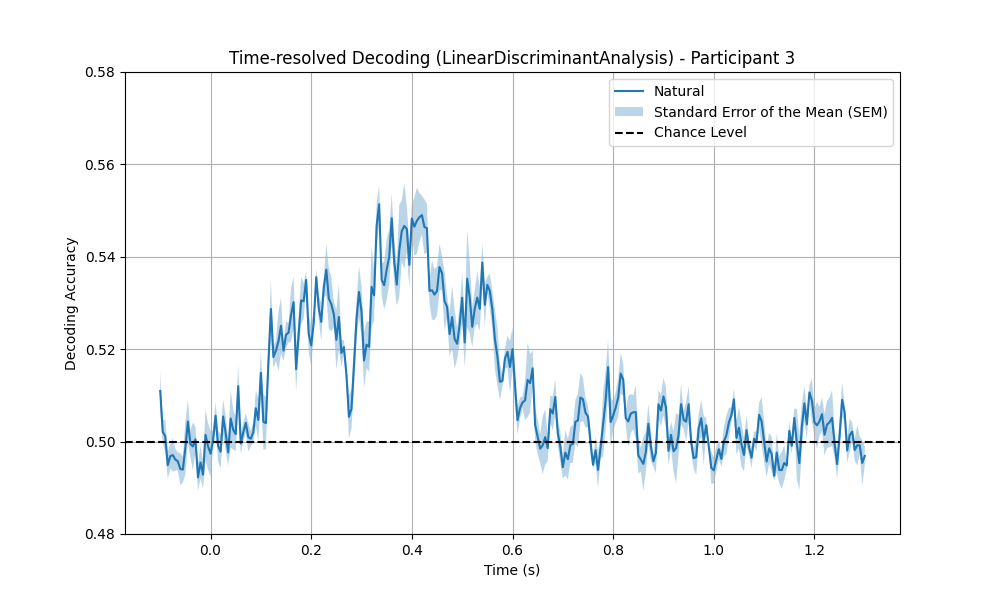 Time-resolved Decoding (LinearDiscriminantAnalysis) - Participant 3
Natural
Standard Error of the Mean (SEM)
Chance Level
Decoding Accuracy
0.58
0.56
0.54
0.52
0.50
0.48
0.0 0.2 0.4 0.6 0.8 1.0 1.2
Time (s)